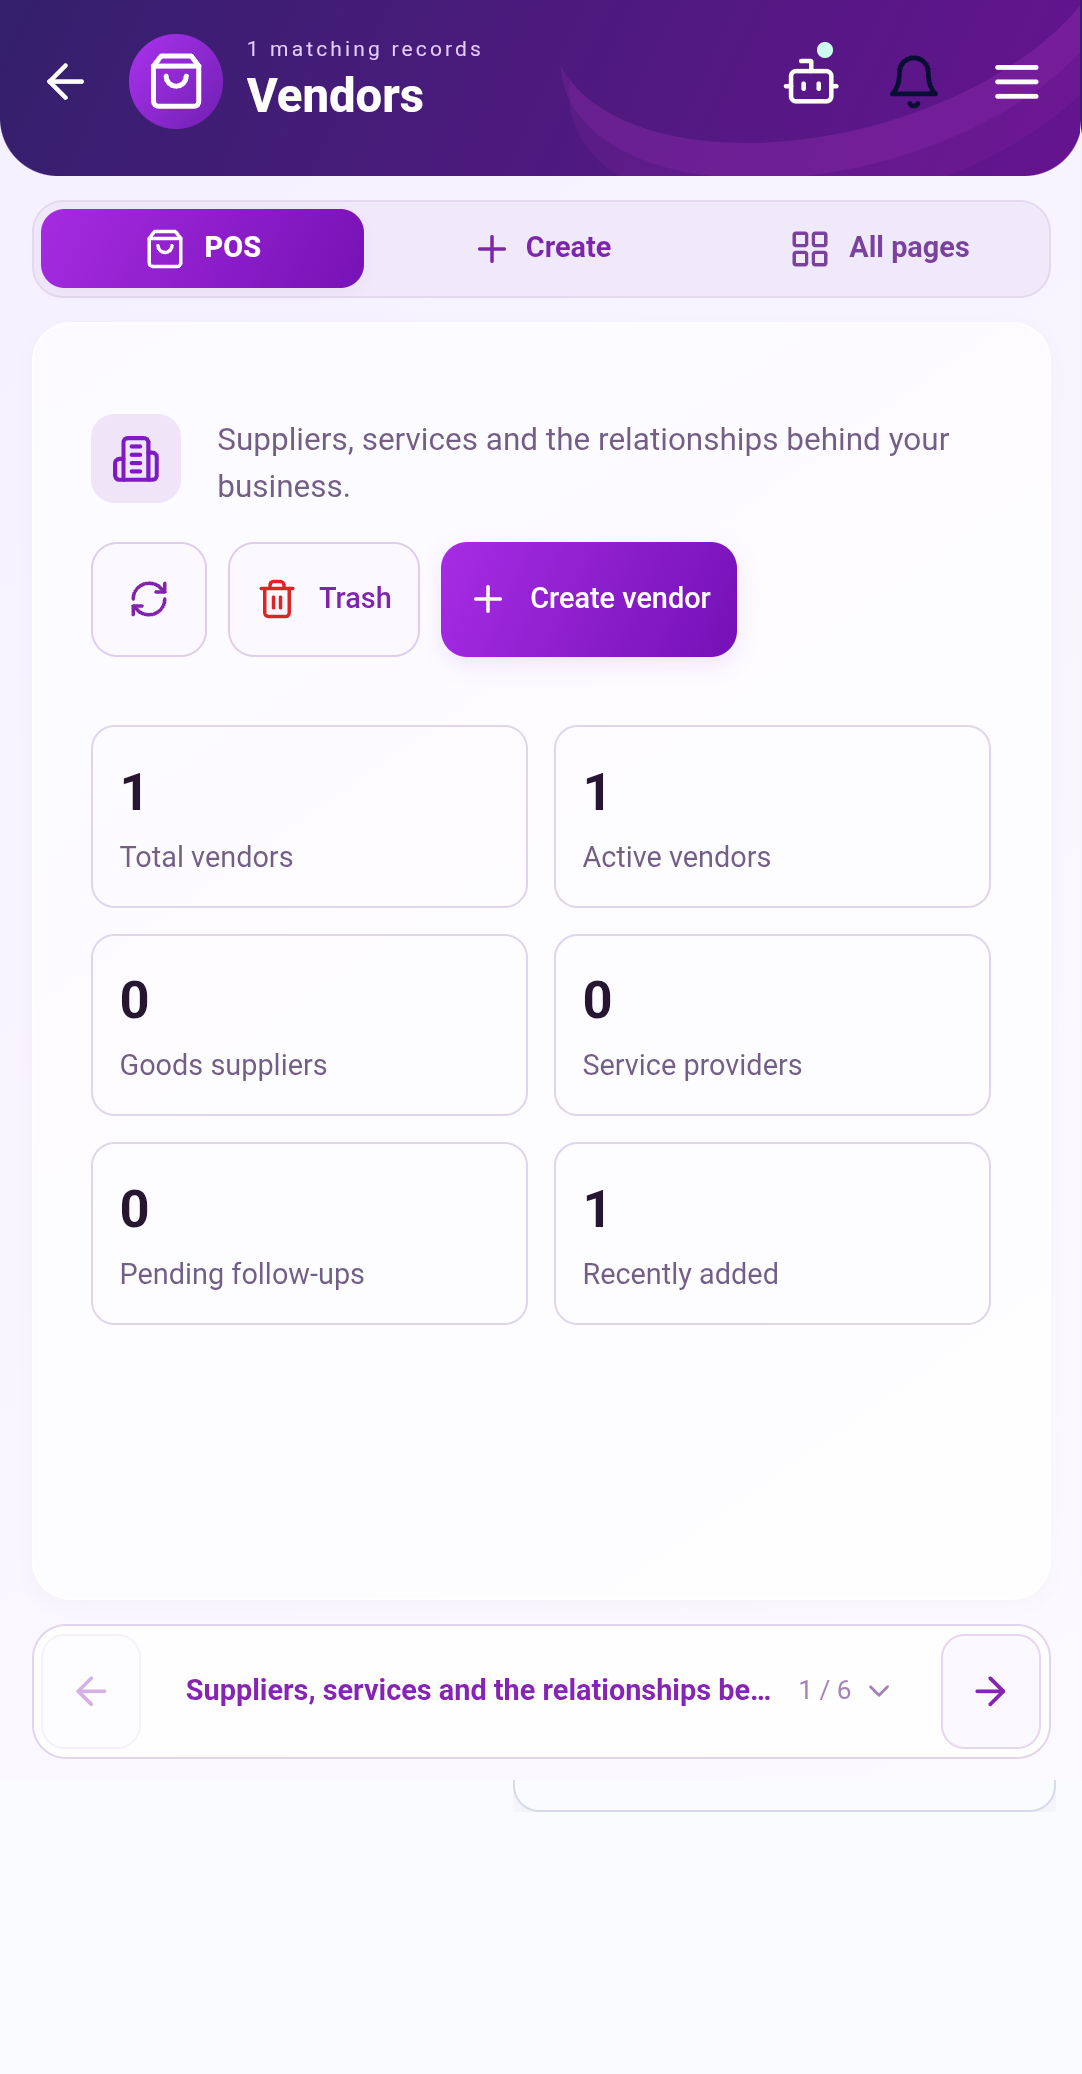 1 matching records
Vendors
POS
Create
All pages
Suppliers, services and the relationships behind your
business.
Trash
Create vendor
1
Total vendors
1
Active vendors
0
Goods suppliers
0
Service providers
0
Pending follow-ups
1
Recently added
Suppliers, services and the relationships be...
1 / 6